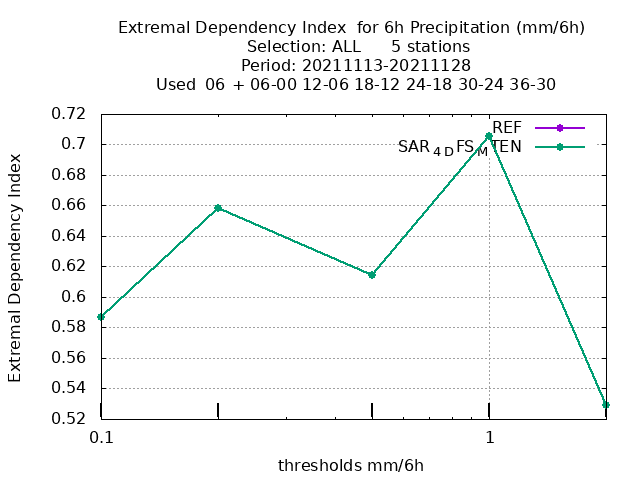 Extremal Dependency Index  for 6h Precipitation (mm/6h)
Selection: ALL      5 stations
Period: 20211113-20211128
Used  06 + 06-00 12-06 18-12 24-18 30-24 36-30
REF
SAR4DFSMTEN
0.72
0.7
0.68
0.66
0.64
0.62
0.6
0.58
0.56
0.54
0.52
Extremal Dependency Index
0.1
1
thresholds mm/6h